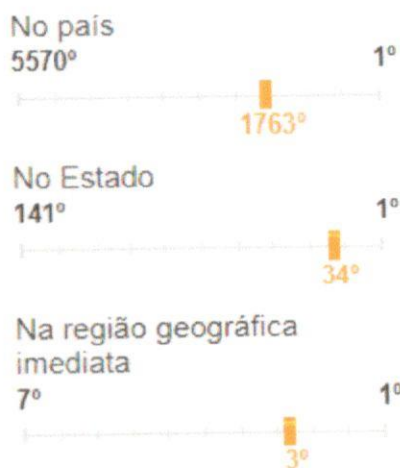 No país
5570º 1º
1763º
No Estado
141º 1º
34º
Na região geográfica
imediata
7º 1º
3º